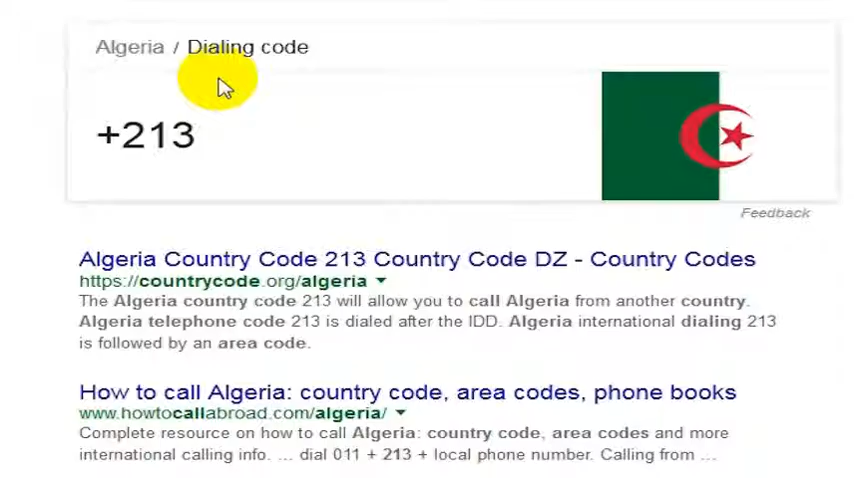 Algeria / Dialing code
+213
Feedback
Algeria Country Code 213 Country Code DZ - Country Codes
https://countrycode.org/algeria
The Algeria country code 213 will allow you to call Algeria from another country.
Algeria telephone code 213 is dialed after the IDD. Algeria international dialing 213
is followed by an area code.
How to call Algeria: country code, area codes, phone books
www.howtocallabroad.com/algeria/
Complete resource on how to call Algeria: country code, area codes and more
international calling info. ... dial 011 + 213 + local phone number. Calling from ...